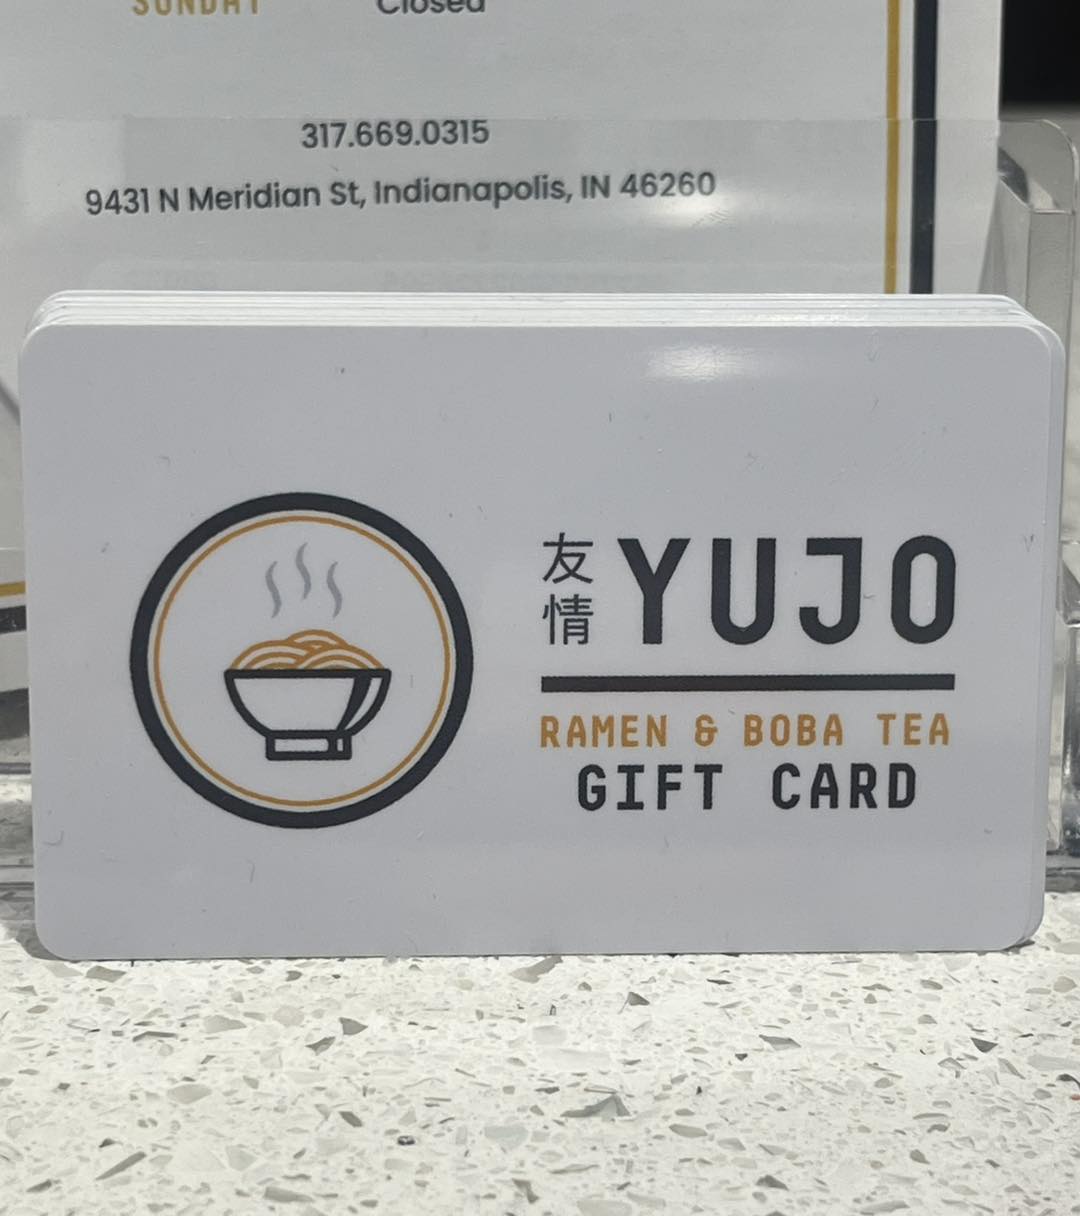 SUNDAY Closed
317.669.0315
9431 N Meridian St, Indianapolis, IN 46260
友情 YUJO
RAMEN & BOBA TEA
GIFT CARD